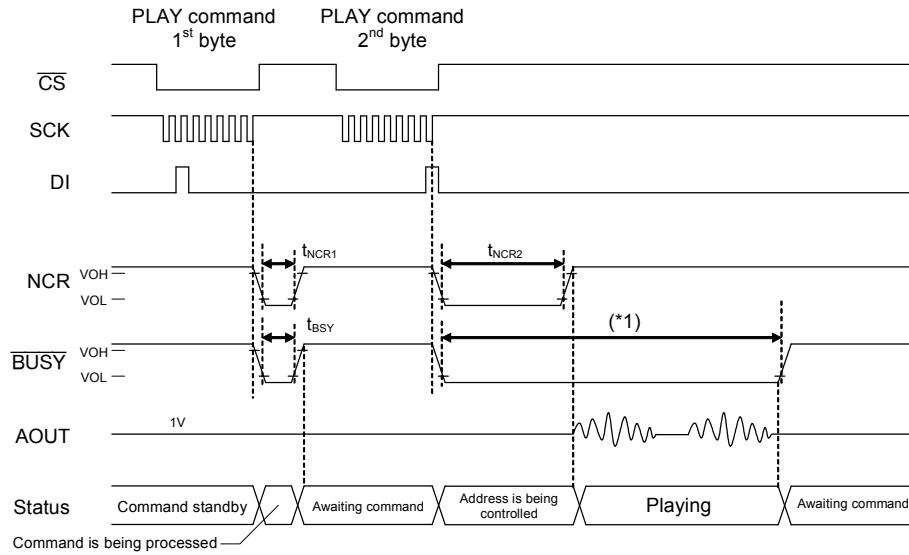 PLAY command
1st byte
PLAY command
2nd byte
CS
SCK
DI
NCR
VOH
VOL
tNCR1
tNCR2
BUSY
VOH
VOL
tBSY
(*1)
AOUT
1V
Status
Command standby
Awaiting command
Address is being
controlled
Playing
Awaiting command
Command is being processed